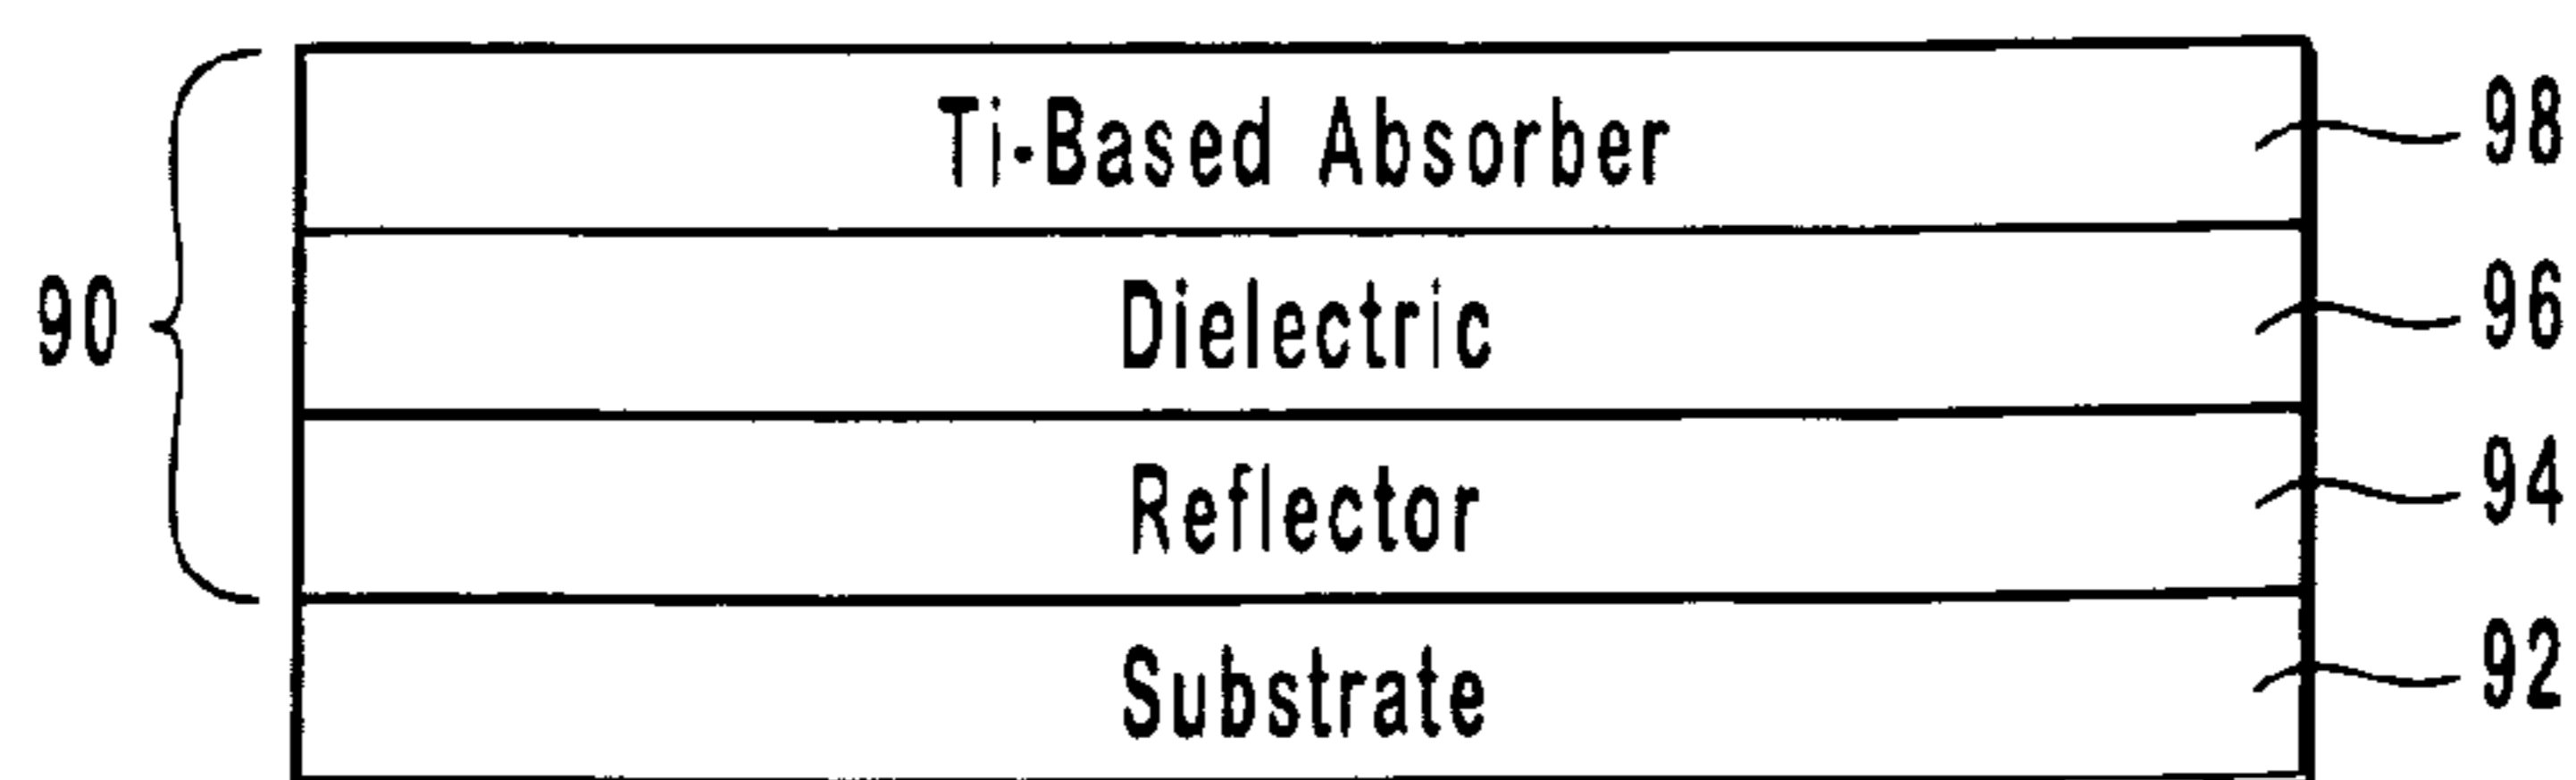 Ti-Based Absorber 98
Dielectric 96
90
Reflector 94
Substrate 92